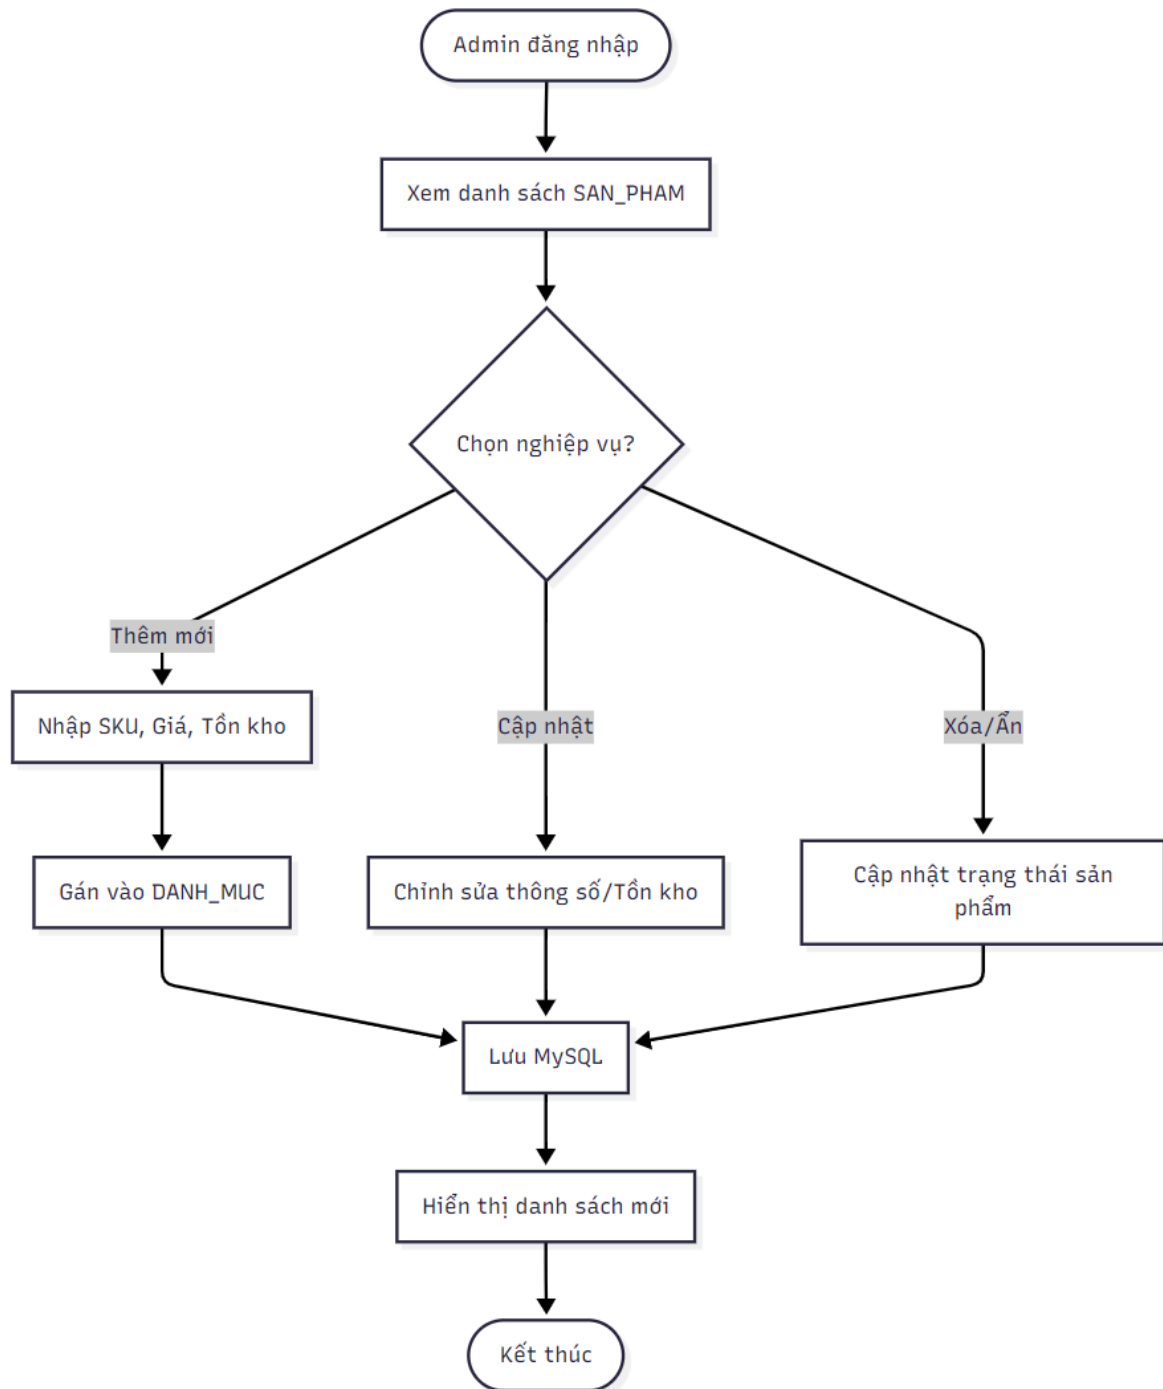 Admin đăng nhập
Xem danh sách SAN_PHAM
Chọn nghiệp vụ?
Thêm mới
Nhập SKU, Giá, Tồn kho
Cập nhật
Xóa/Ẩn
Gán vào DANH_MUC
Chỉnh sửa thông số/Tồn kho
Cập nhật trạng thái sản
phẩm
Lưu MySQL
Hiển thị danh sách mới
Kết thúc